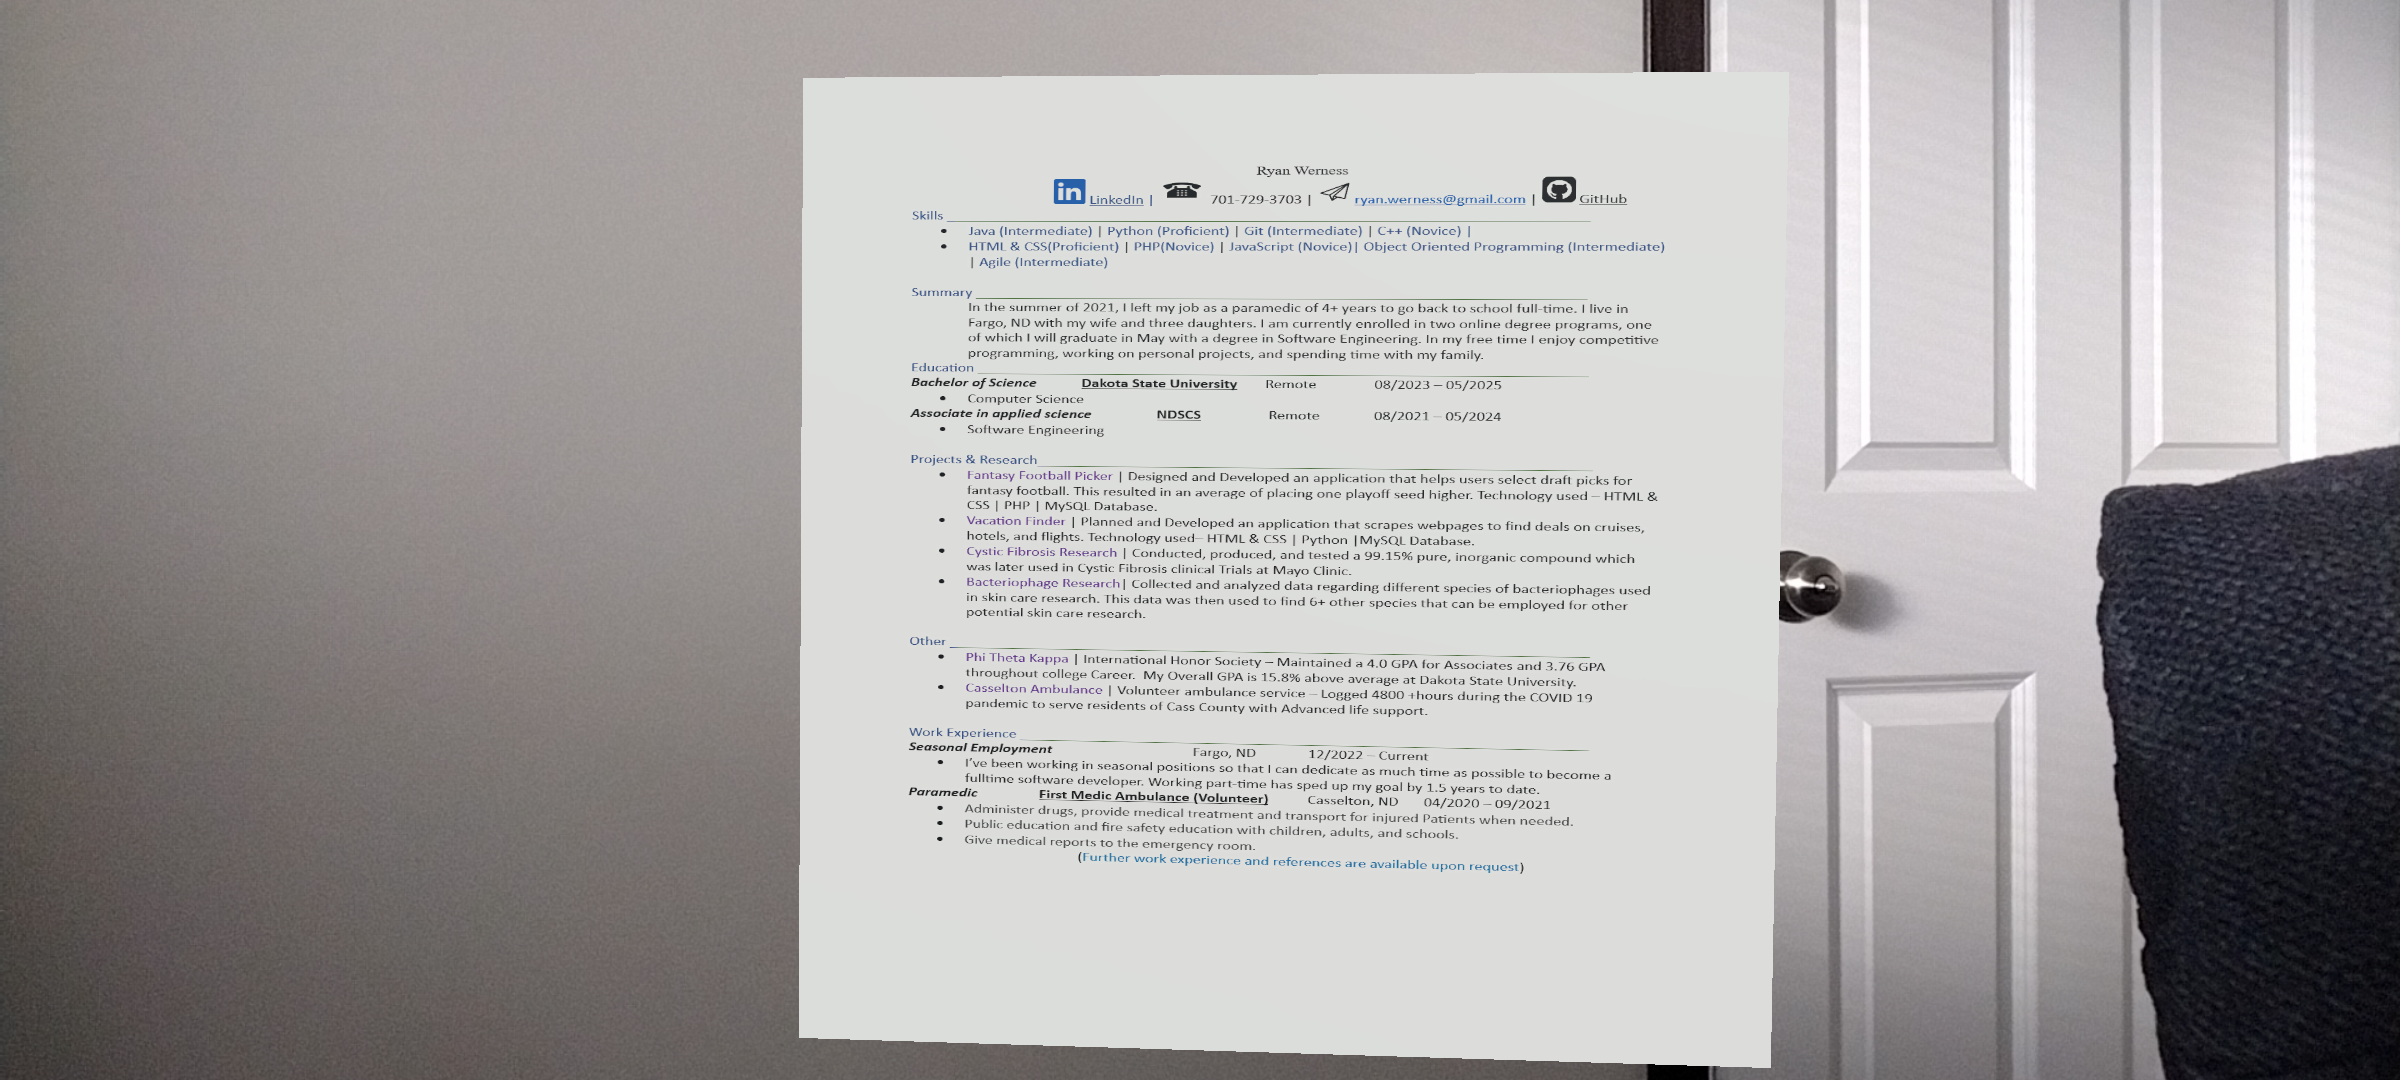 Ryan Werness
in LinkedIn | 701-729-3703 | ryan.werness@gmail.com | GitHub
Skills
• Java (Intermediate) | Python (Proficient) | Git (Intermediate) | C++ (Novice) |
• HTML & CSS(Proficient) | PHP(Novice) | JavaScript (Novice)| Object Oriented Programming (Intermediate)
| Agile (Intermediate)
Summary
In the summer of 2021, I left my job as a paramedic of 4+ years to go back to school full-time. I live in
Fargo, ND with my wife and three daughters. I am currently enrolled in two online degree programs, one
of which I will graduate in May with a degree in Software Engineering. In my free time I enjoy competitive
programming, working on personal projects, and spending time with my family.
Education
Bachelor of Science Dakota State University Remote 08/2023 – 05/2025
• Computer Science
Associate in applied science NDSCS Remote 08/2021 – 05/2024
• Software Engineering
Projects & Research
• Fantasy Football Picker | Designed and Developed an application that helps users select draft picks for
fantasy football. This resulted in an average of placing one playoff seed higher. Technology used – HTML &
CSS | PHP | MySQL Database.
• Vacation Finder | Planned and Developed an application that scrapes webpages to find deals on cruises,
hotels, and flights. Technology used– HTML & CSS | Python |MySQL Database.
• Cystic Fibrosis Research | Conducted, produced, and tested a 99.15% pure, inorganic compound which
was later used in Cystic Fibrosis clinical Trials at Mayo Clinic.
• Bacteriophage Research| Collected and analyzed data regarding different species of bacteriophages used
in skin care research. This data was then used to find 6+ other species that can be employed for other
potential skin care research.
Other
• Phi Theta Kappa | International Honor Society – Maintained a 4.0 GPA for Associates and 3.76 GPA
throughout college Career. My Overall GPA is 15.8% above average at Dakota State University.
• Casselton Ambulance | Volunteer ambulance service – Logged 4800 +hours during the COVID 19
pandemic to serve residents of Cass County with Advanced life support.
Work Experience
Seasonal Employment Fargo, ND 12/2022 – Current
• I've been working in seasonal positions so that I can dedicate as much time as possible to become a
fulltime software developer. Working part-time has sped up my goal by 1.5 years to date.
Paramedic First Medic Ambulance (Volunteer) Casselton, ND 04/2020 – 09/2021
• Administer drugs, provide medical treatment and transport for injured Patients when needed.
• Public education and fire safety education with children, adults, and schools.
• Give medical reports to the emergency room.
(Further work experience and references are available upon request)